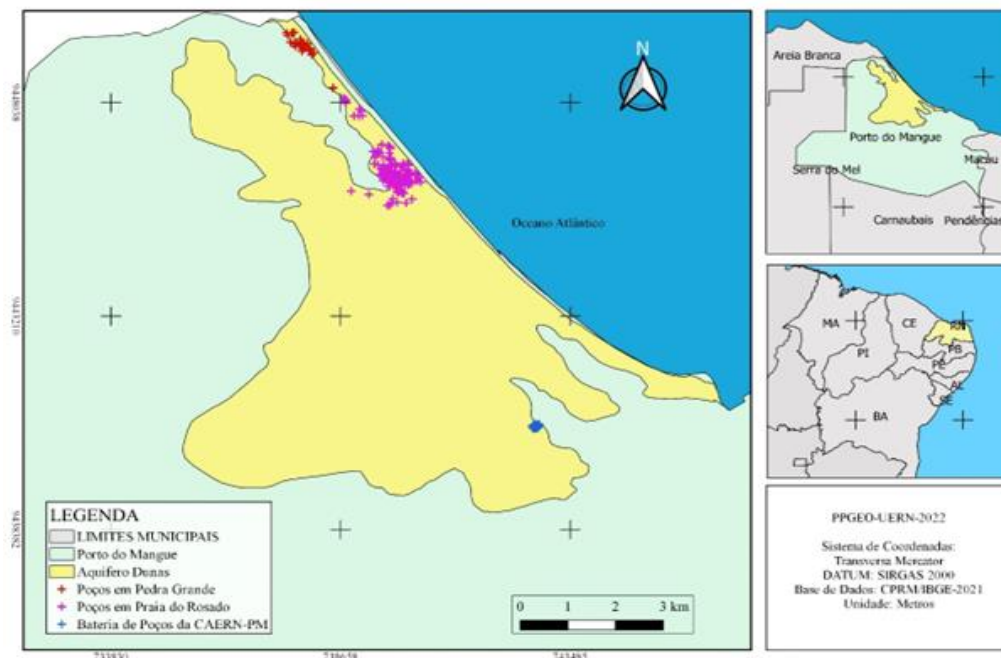 N
Oceano Atlântico
LEGENDA
LIMITES MUNICIPAIS
Porto do Mangue
Aquífero Dunas
Poços em Pedra Grande
Poços em Praia do Rosado
Bateria de Poços da CAERN-PM
0 1 2 3 km
Areia Branca
Porto do Mangue
Macau
Serra do Mel
Carnaubais
Pendências
MA
CE
RN
PI
PB
PE
AL
SE
BA
PPGEO-UERN-2022
Sistema de Coordenadas:
Transversa Mercator
DATUM: SIRGAS 2000
Base de Dados: CPRM/IBGE-2021
Unidade: Metros